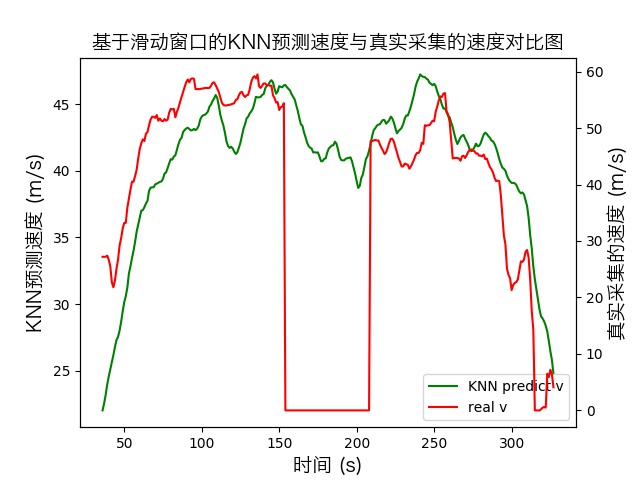 基于滑动窗口的KNN预测速度与真实采集的速度对比图
KNN预测速度 (m/s)
45
40
35
30
25
60
50
40
30
20
10
0
真实采集的速度 (m/s)
KNN predict v
real v
50 100 150 200 250 300
时间 (s)